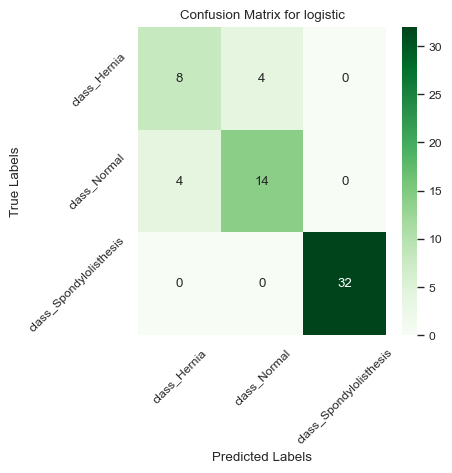 Confusion Matrix for logistic
True Labels
class_Hernia
8 4 0
class_Normal
4 14 0
class_Spondylolisthesis
0 0 32
class_Hernia class_Normal class_Spondylolisthesis
Predicted Labels
30
25
20
15
10
5
0